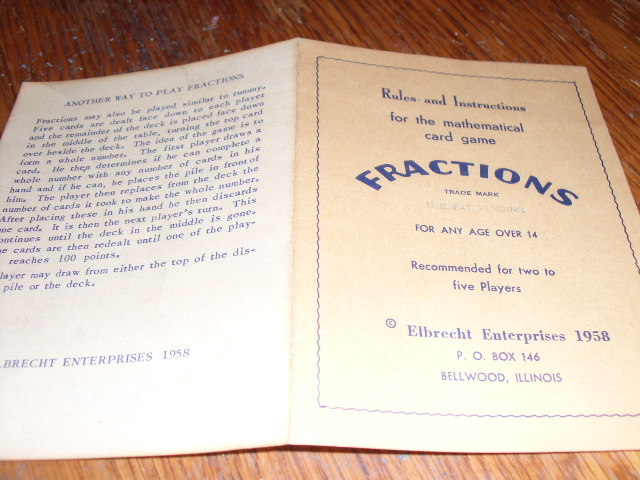 ANOTHER WAY TO PLAY FRACTIONS
Fractions may also be played similar to rummy.
Five cards are dealt face down to each player
and the remainder of the deck is placed face down
in the middle of the table, turning the top card
over beside the deck. The idea of the game is to
form a whole number. The first player draws a
card. He then determines if he can complete a
whole number with any number of cards in his
hand and if he can, he places the pile in front of
him. The player then replaces from the deck the
number of cards it took to make the whole number.
After placing these in his hand he then discards
one card. It is then the next player's turn. This
continues until the deck in the middle is gone.
cards are then redealt until one of the play-
reaches 100 points.
layer may draw from either the top of the dis-
pile or the deck.
LBRECHT ENTERPRISES 1958
Rules and Instructions
for the mathematical
card game
FRACTIONS
TRADE MARK
U.S. PAT. PENDING
FOR ANY AGE OVER 14
Recommended for two to
five Players
© Elbrecht Enterprises 1958
P. O. BOX 146
BELLWOOD, ILLINOIS